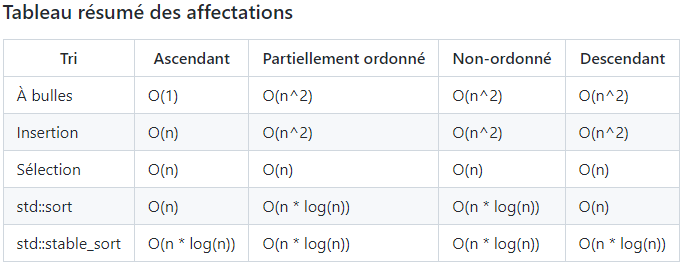 Tableau résumé des affectations
Tri Ascendant Partiellement ordonné Non-ordonné Descendant
À bulles O(1) O(n^2) O(n^2) O(n^2)
Insertion O(n) O(n^2) O(n^2) O(n^2)
Sélection O(n) O(n) O(n) O(n)
std::sort O(n) O(n * log(n)) O(n * log(n)) O(n)
std::stable_sort O(n * log(n)) O(n * log(n)) O(n * log(n)) O(n * log(n))